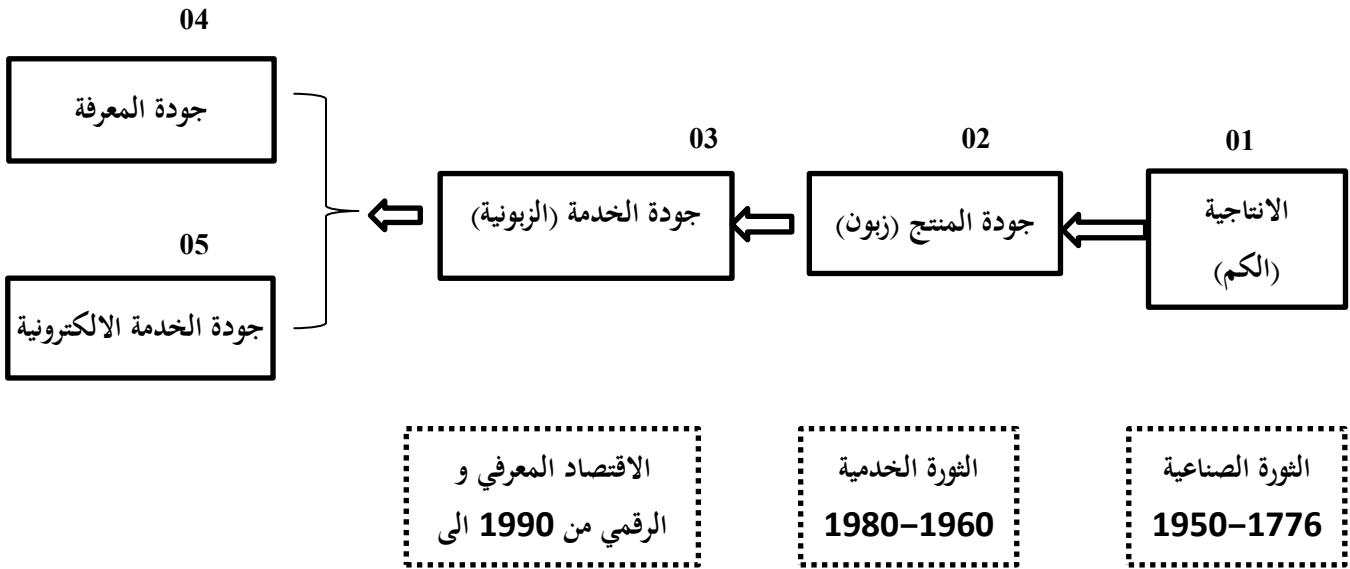 01
الانتاجية
(الكم)
02
جودة المنتج (زبون)
03
جودة الخدمة (الزبونية)
04
جودة المعرفة
05
جودة الخدمة الالكترونية
الثورة الصناعية
1776–1950
الثورة الخدمية
1960–1980
الاقتصاد المعرفي و
الرقمي من 1990 الى